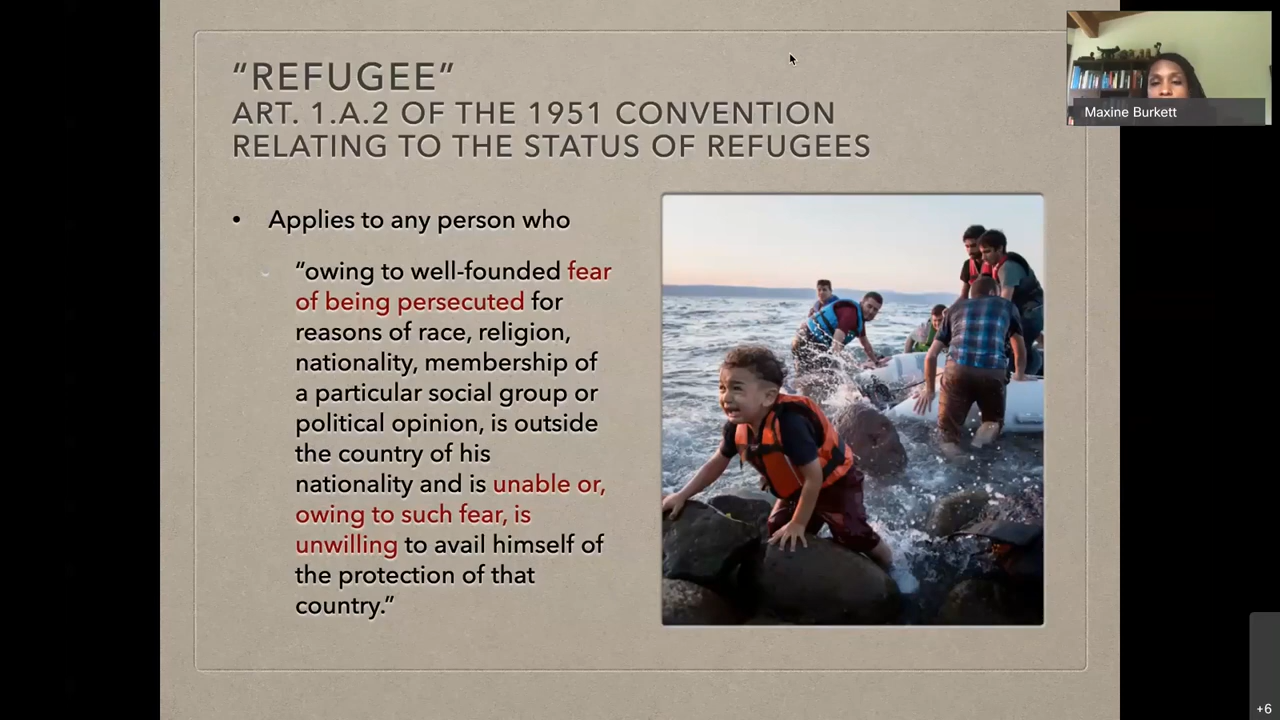 “REFUGEE”
ART. 1.A.2 OF THE 1951 CONVENTION
RELATING TO THE STATUS OF REFUGEES
• Applies to any person who
“owing to well-founded fear
of being persecuted for
reasons of race, religion,
nationality, membership of
a particular social group or
political opinion, is outside
the country of his
nationality and is unable or,
owing to such fear, is
unwilling to avail himself of
the protection of that
country.”
Maxine Burkett
+6